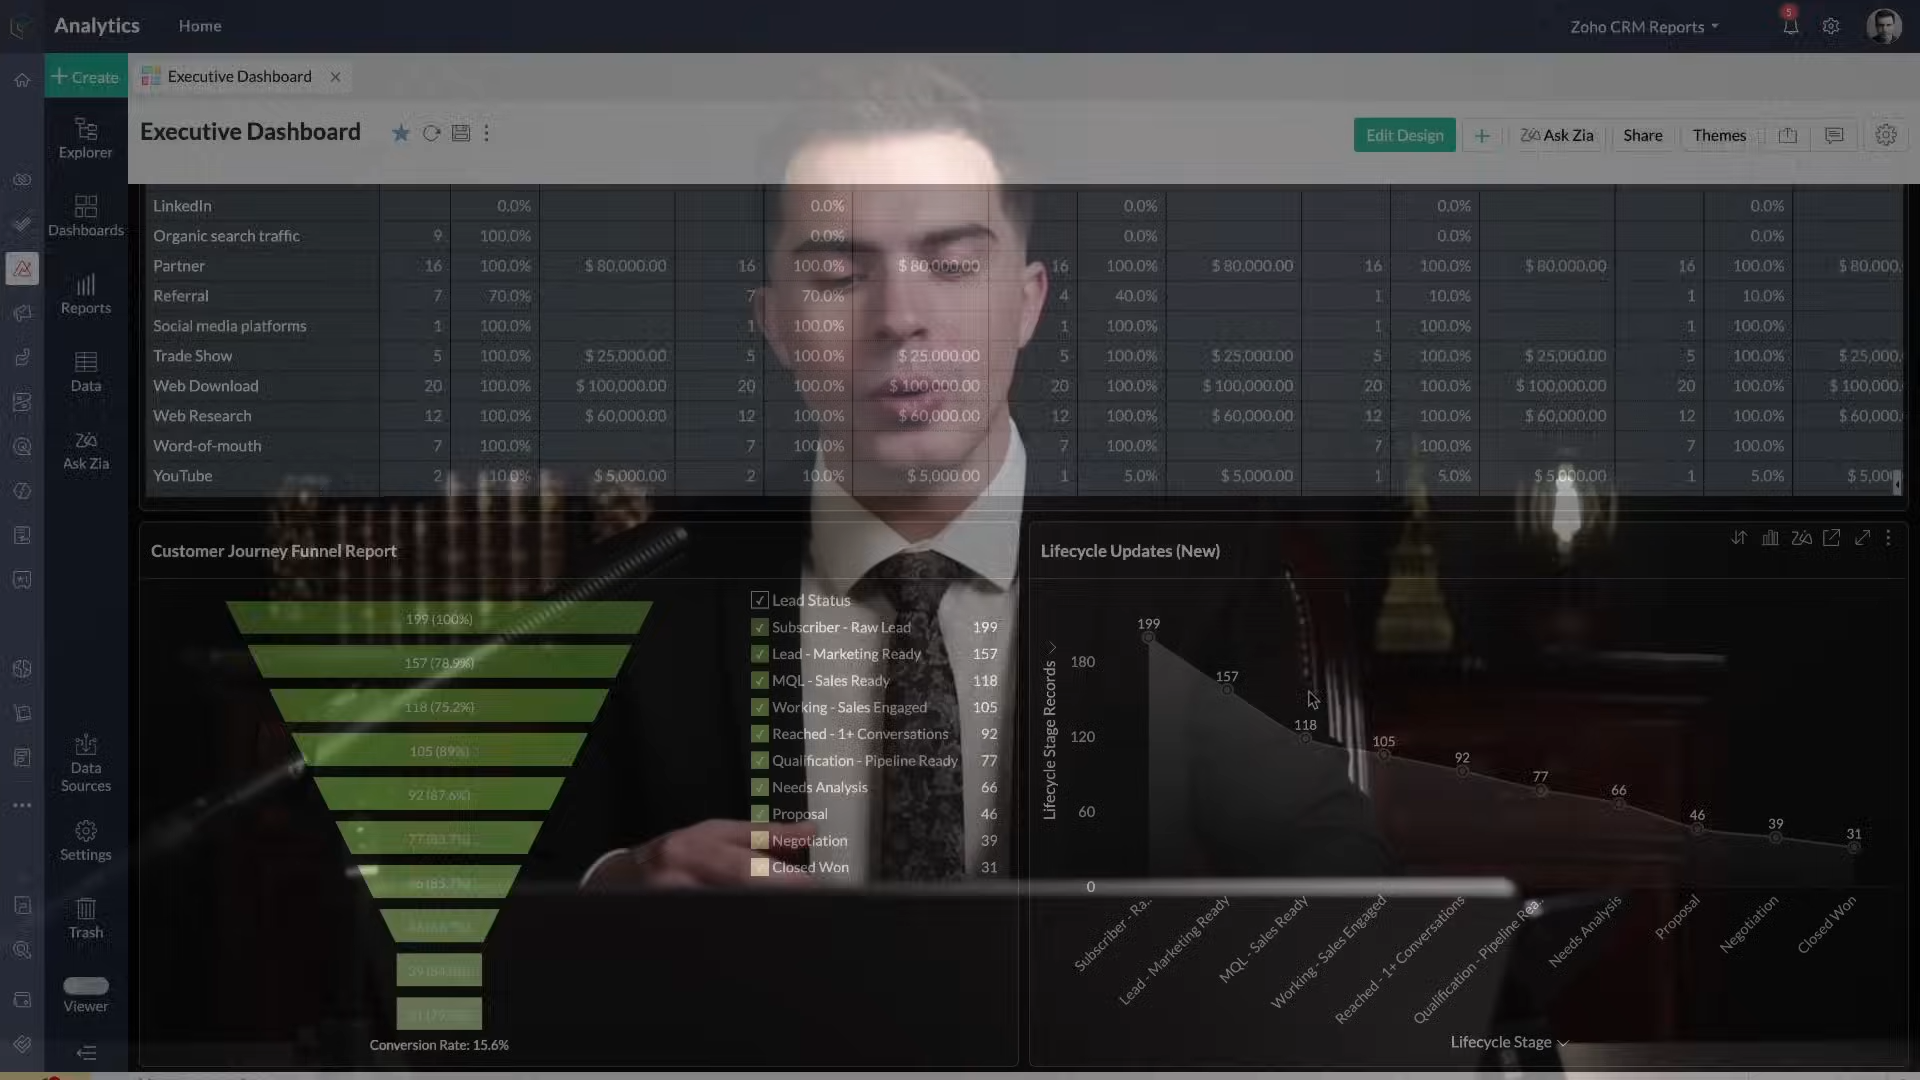 Analytics Home Zoho CRM Reports 5
Create Executive Dashboard
Executive Dashboard Edit Design Ask Zia Share Themes
Explorer
Dashboards
Reports
Data
Ask Zia
Data
Sources
Settings
Trash
Viewer
LinkedIn 0.0% 0.0% 0.0% 0.0% 0.0%
Organic search traffic 9 100.0% 0.0% 0.0% 0.0% 0.0%
Partner 16 100.0% $ 80,000.00 16 100.0% $ 80,000.00 16 100.0% $ 80,000.00 16 100.0% $ 80,000.00 16 100.0% $ 80,000.
Referral 7 70.0% 7 70.0% 4 40.0% 1 10.0% 1 10.0%
Social media platforms 1 100.0% 1 100.0% 1 100.0% 1 100.0% 1 100.0%
Trade Show 5 100.0% $ 25,000.00 5 100.0% $ 25,000.00 5 100.0% $ 25,000.00 5 100.0% $ 25,000.00 5 100.0% $ 25,000.
Web Download 20 100.0% $ 100,000.00 20 100.0% $ 100,000.00 20 100.0% $ 100,000.00 20 100.0% $ 100,000.00 20 100.0% $ 100,000.
Web Research 12 100.0% $ 60,000.00 12 100.0% $ 60,000.00 12 100.0% $ 60,000.00 12 100.0% $ 60,000.00 12 100.0% $ 60,000.
Word-of-mouth 7 100.0% 7 100.0% 7 100.0% 7 100.0% 7 100.0%
YouTube 2 10.0% $ 5,000.00 2 10.0% $ 5,000.00 1 5.0% $ 5,000.00 1 5.0% $ 5,000.00 1 5.0%
Customer Journey Funnel Report
199 (100%)
157 (78.9%)
118 (75.2%)
105 (89%)
92 (87.6%)
Conversion Rate: 15.6%
Lead Status
Subscriber - Raw Lead 199
Lead - Marketing Ready 157
MQL - Sales Ready 118
Working - Sales Engaged 105
Reached - 1+ Conversations 92
Qualification - Pipeline Ready 77
Needs Analysis 66
Proposal 46
Negotiation 39
Closed Won 31
Lifecycle Updates (New)
Lifecycle Stage Records
180
120
60
0
199
157
118
105
92
77
66
46
39
31
Subscriber - Ra..
Lead - Marketing Ready
MQL - Sales Ready
Working - Sales Engaged
Reached - 1+ Conversations
Qualification - Pipeline Rea..
Needs Analysis
Proposal
Negotiation
Closed Won
Lifecycle Stage